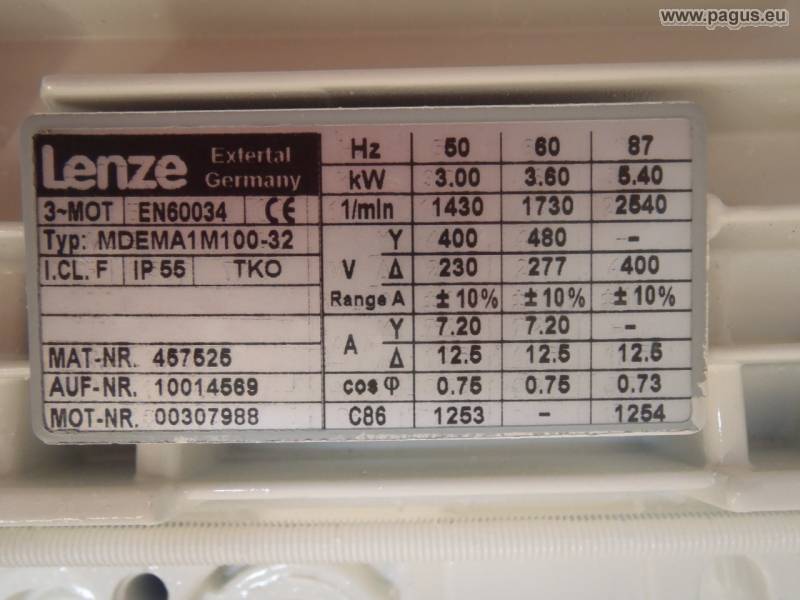 www.pagus.eu
Lenze Extertal Germany Hz 50 60 87
kW 3.00 3.60 5.40
3~MOT EN60034 CE 1/min 1430 1730 2540
Typ: MDEMA1M100-32 Y 400 480 -
I.CL. F IP 55 TKO V Δ 230 277 400
Range A ± 10% ± 10% ± 10%
A Y 7.20 7.20 -
MAT-NR. 457525 Δ 12.5 12.5 12.5
AUF-NR. 10014569 cos φ 0.75 0.75 0.73
MOT-NR. 00307988 C86 1253 - 1254